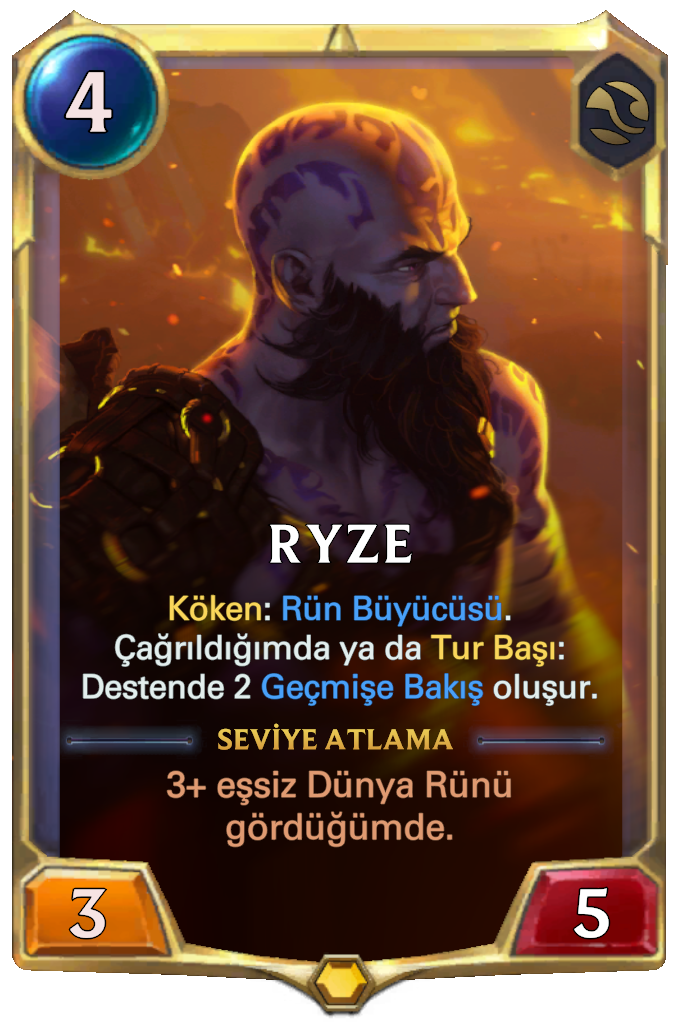 4
RYZE
Köken: Rün Büyücüsü.
Çağrıldığımda ya da Tur Başı:
Destende 2 Geçmişe Bakış oluşur.
SEVİYE ATLAMA
3+ eşsiz Dünya Rünü
gördüğümde.
3
5